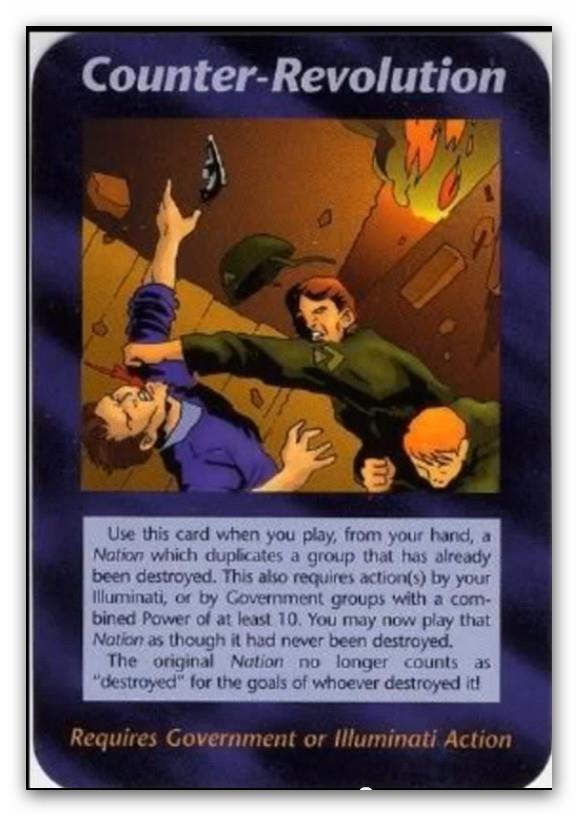 Counter-Revolution
Use this card when you play, from your hand, a
Nation which duplicates a group that has already
been destroyed. This also requires action(s) by your
Illuminati, or by Government groups with a com-
bined Power of at least 10. You may now play that
Nation as though it had never been destroyed.
The original Nation no longer counts as
"destroyed" for the goals of whoever destroyed it!
Requires Government or Illuminati Action